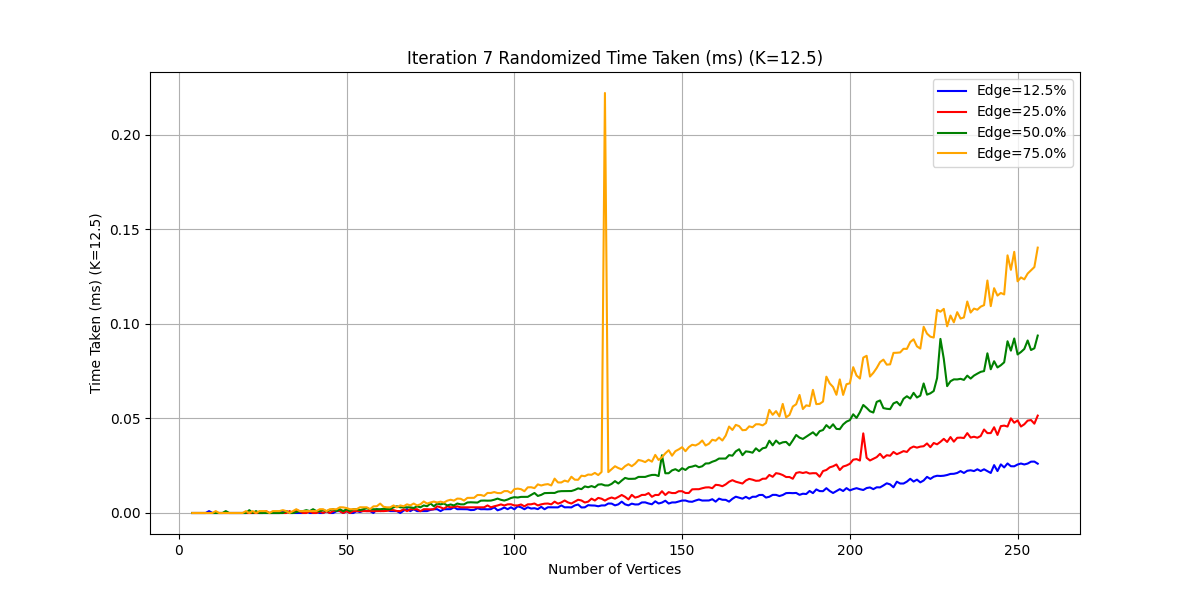 Iteration 7 Randomized Time Taken (ms) (K=12.5)
Edge=12.5%
Edge=25.0%
Edge=50.0%
Edge=75.0%
Time Taken (ms) (K=12.5)
0.20
0.15
0.10
0.05
0.00
0 50 100 150 200 250
Number of Vertices